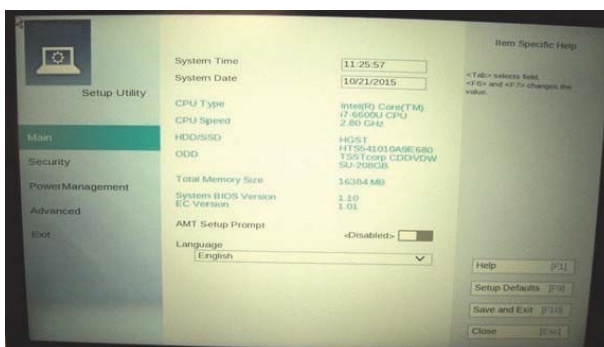 Setup Utility
Main
Security
PowerManagement
Advanced
Exit
System Time
11:25:57
System Date
10/21/2015
CPU Type
Intel(R) Core(TM)
i7-6600U CPU
CPU Speed
2.80 GHz
HDD/SSD
HGST
HTS541010A9E680
ODD
TSSTcorp CDDVDW
SU-208GB
Total Memory Size
16384 MB
System BIOS Version
1.10
EC Version
1.01
AMT Setup Prompt
<Disabled>
Language
English
Item Specific Help
<Tab> selects field.
<F6> and <F7> changes the
value.
Help [F1]
Setup Defaults [F9]
Save and Exit [F10]
Close [Esc]